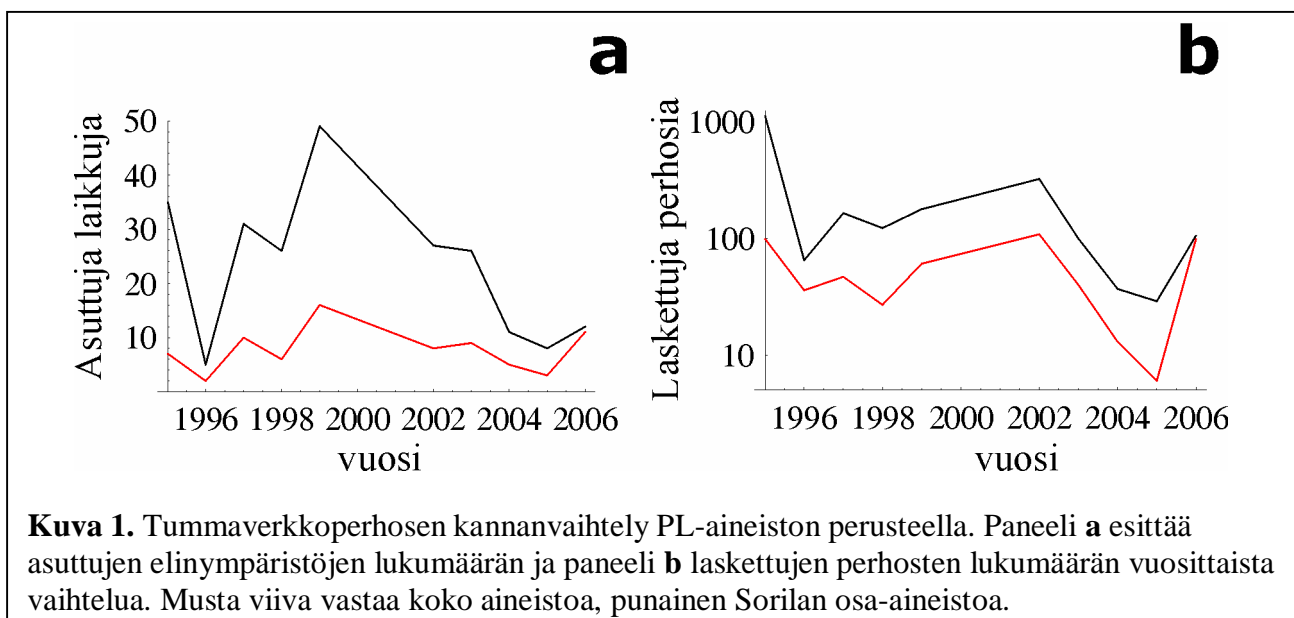 a
b
Asuttuja laikkuja
50
40
30
20
10
1996 1998 2000 2002 2004 2006
vuosi
Laskettuja perhosia
1000
100
10
1996 1998 2000 2002 2004 2006
vuosi
Kuva 1. Tummaverkkoperhosen kannanvaihtely PL-aineiston perusteella. Paneeli a esittää
asuttujen elinympäristöjen lukumäärän ja paneeli b laskettujen perhosten lukumäärän vuosittaista
vaihtelua. Musta viiva vastaa koko aineistoa, punainen Sorilan osa-aineistoa.